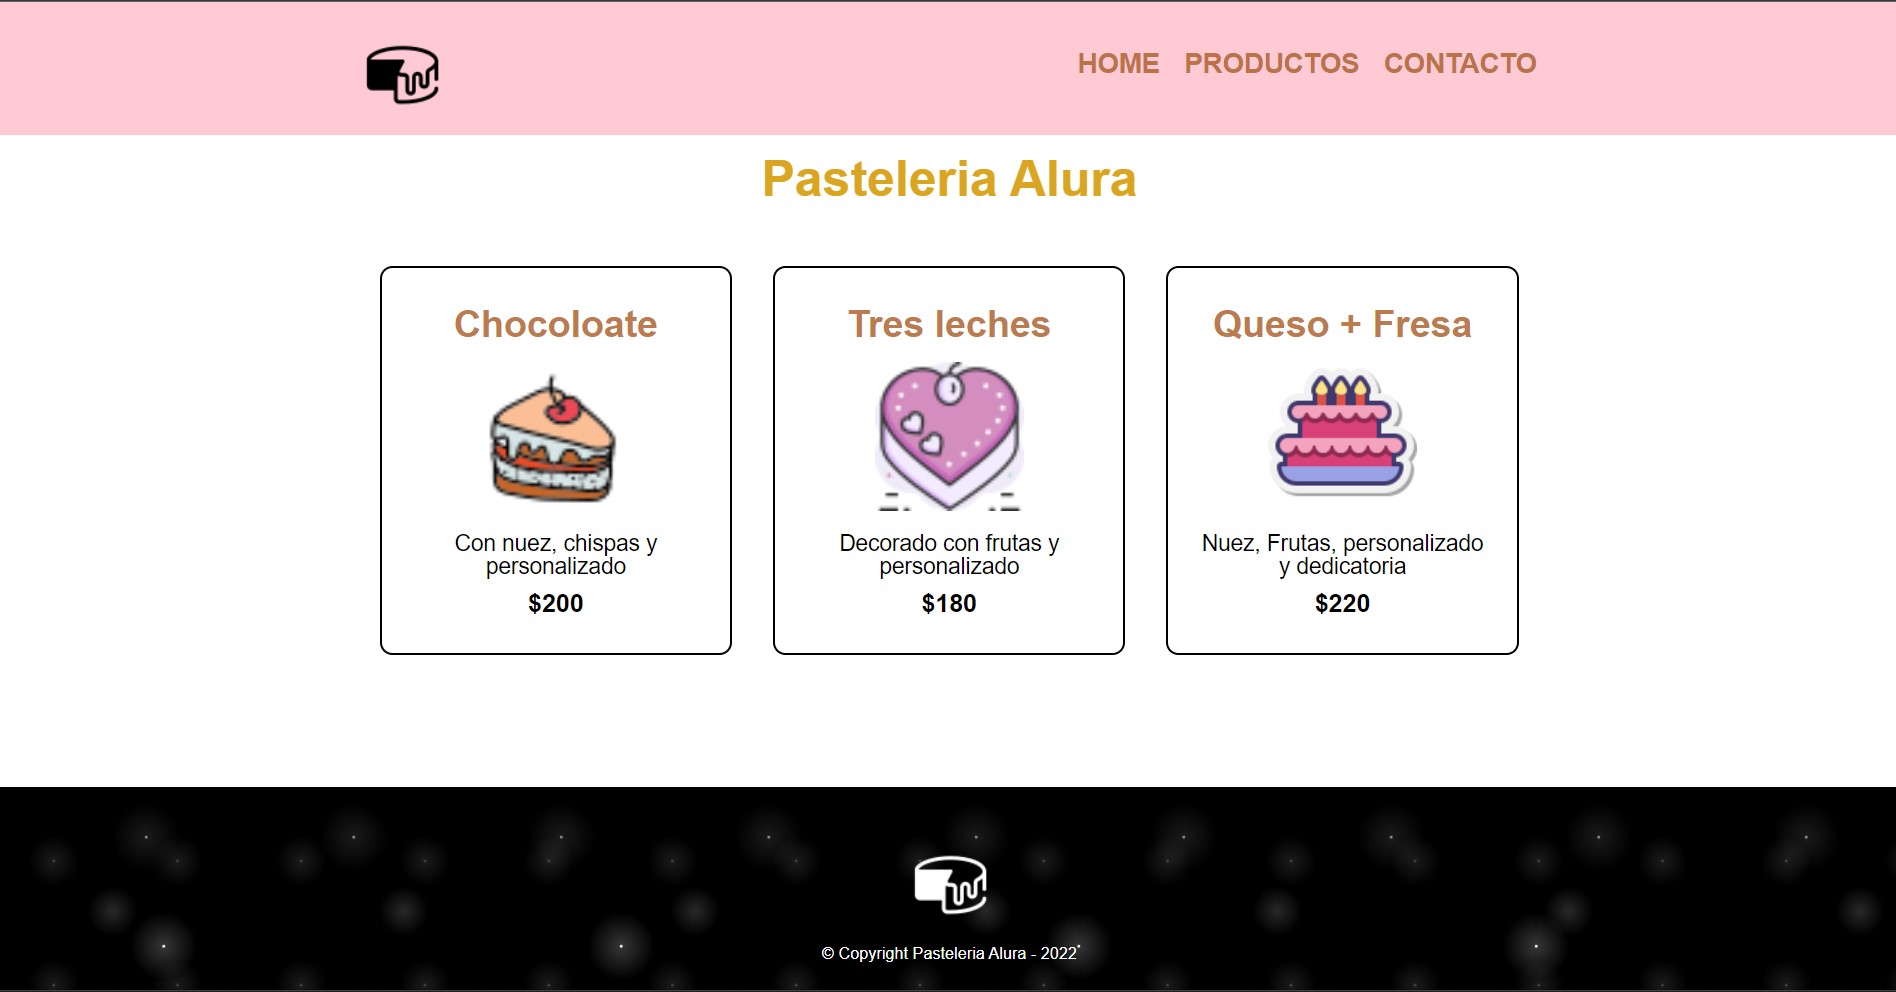 HOME PRODUCTOS CONTACTO
Pasteleria Alura
Chocoloate
Con nuez, chispas y
personalizado
$200
Tres leches
Decorado con frutas y
personalizado
$180
Queso + Fresa
Nuez, Frutas, personalizado
y dedicatoria
$220
© Copyright Pasteleria Alura - 2022